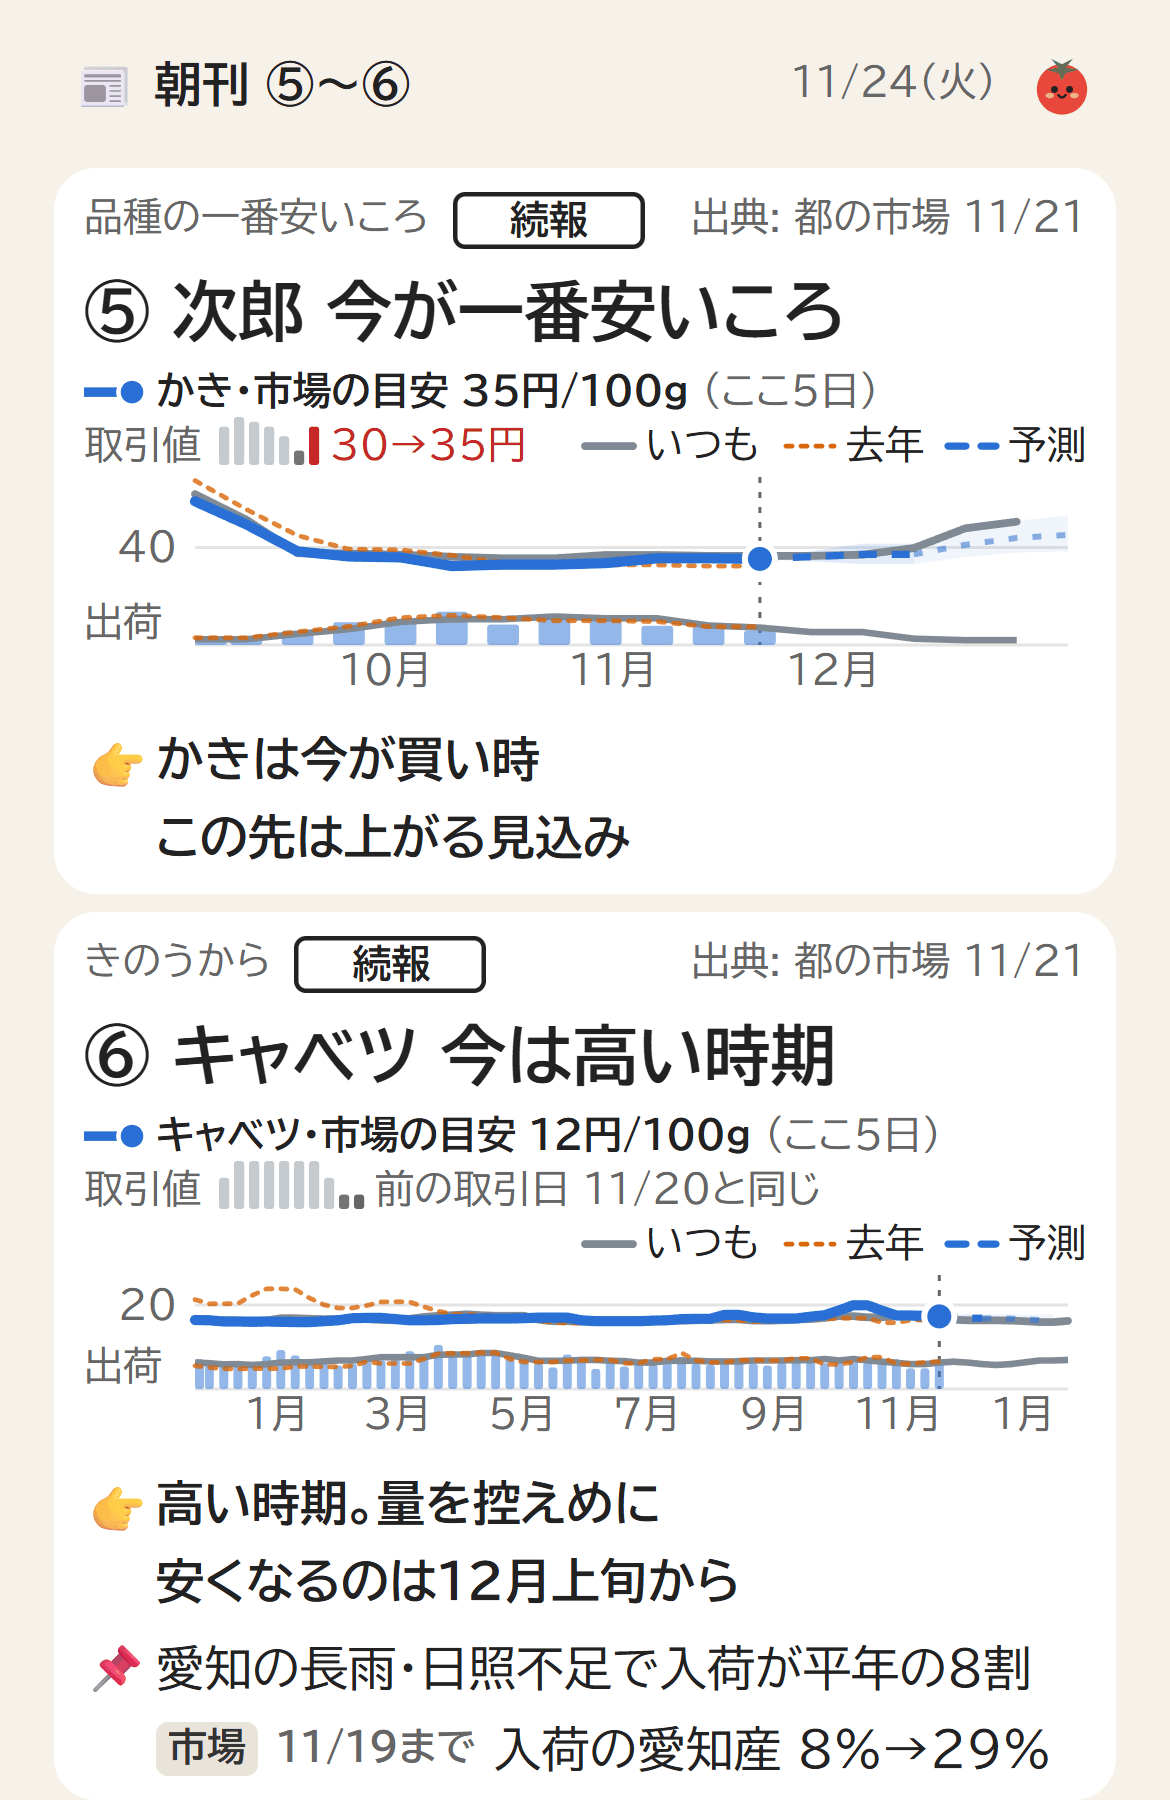 朝刊 ⑤〜⑥ 11/24(火)
品種の一番安いころ 続報 出典: 都の市場 11/21
⑤ 次郎 今が一番安いころ
かき・市場の目安 35円/100g (ここ5日)
取引値 30→35円 いつも 去年 予測
40
出荷
10月 11月 12月
かきは今が買い時
この先は上がる見込み
きのうから 続報 出典: 都の市場 11/21
⑥ キャベツ 今は高い時期
キャベツ・市場の目安 12円/100g (ここ5日)
取引値 前の取引日 11/20と同じ
いつも 去年 予測
20
出荷
1月 3月 5月 7月 9月 11月 1月
高い時期。量を控えめに
安くなるのは12月上旬から
愛知の長雨・日照不足で入荷が平年の8割
市場 11/19まで 入荷の愛知産 8%→29%